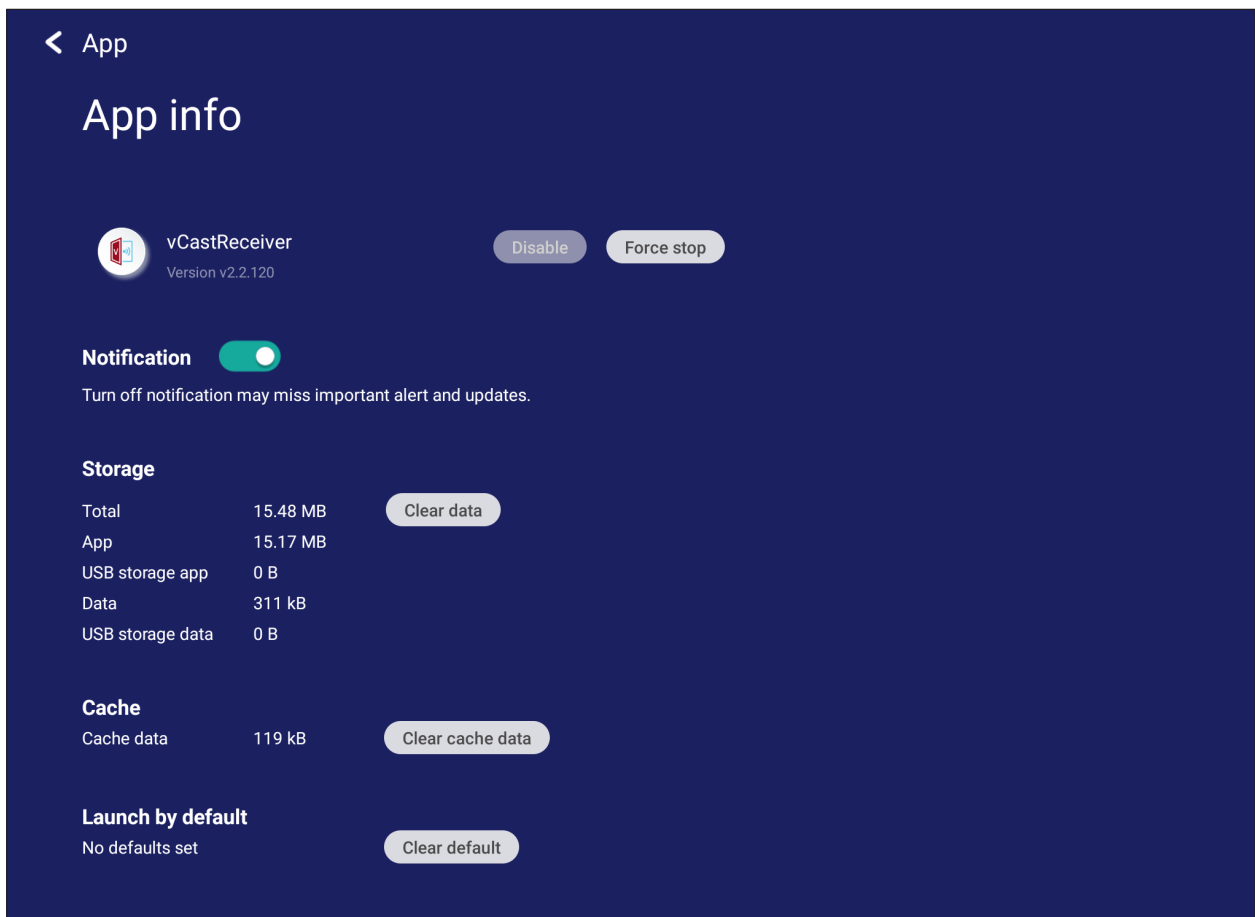 App
App info
vCastReceiver
Version v2.2.120
Disable
Force stop
Notification
Turn off notification may miss important alert and updates.
Storage
Total 15.48 MB Clear data
App 15.17 MB
USB storage app 0 B
Data 311 kB
USB storage data 0 B
Cache
Cache data 119 kB Clear cache data
Launch by default
No defaults set Clear default